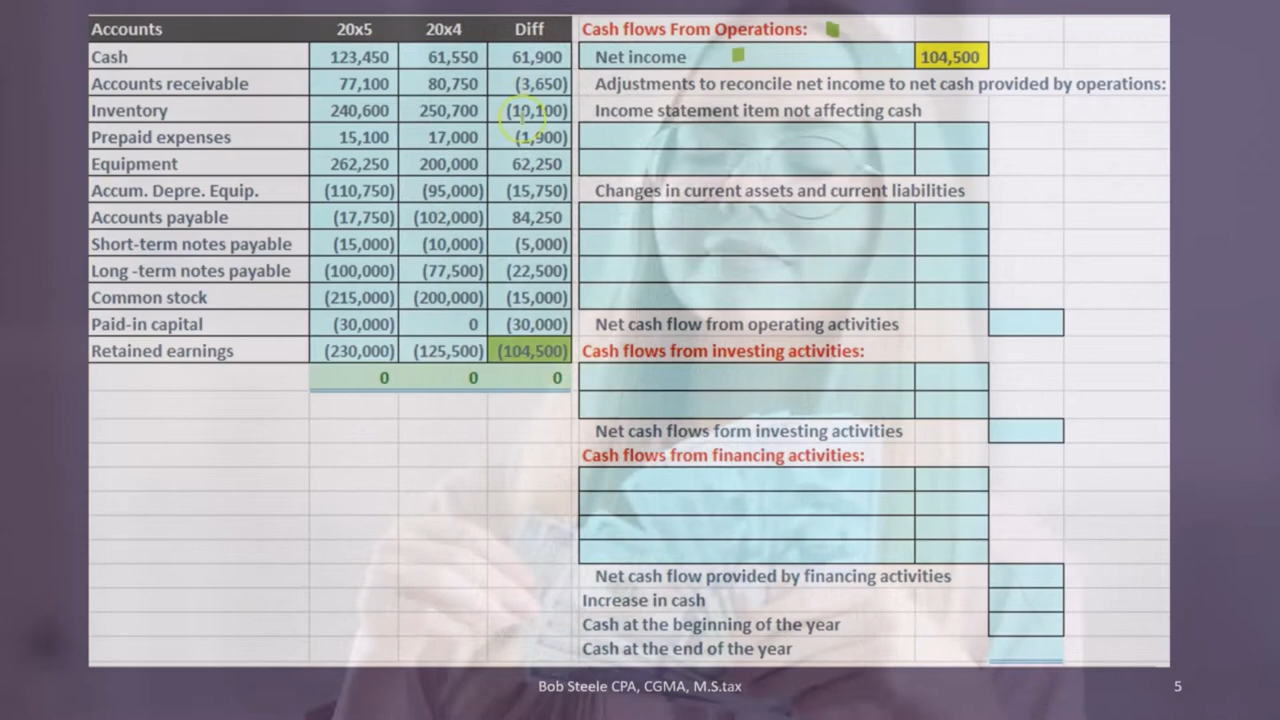 Accounts 20x5 20x4 Diff
Cash 123,450 61,550 61,900
Accounts receivable 77,100 80,750 (3,650)
Inventory 240,600 250,700 (10,100)
Prepaid expenses 15,100 17,000 (1,900)
Equipment 262,250 200,000 62,250
Accum. Depre. Equip. (110,750) (95,000) (15,750)
Accounts payable (17,750) (102,000) 84,250
Short-term notes payable (15,000) (10,000) (5,000)
Long -term notes payable (100,000) (77,500) (22,500)
Common stock (215,000) (200,000) (15,000)
Paid-in capital (30,000) 0 (30,000)
Retained earnings (230,000) (125,500) (104,500)
0 0 0
Cash flows From Operations:
Net income 104,500
Adjustments to reconcile net income to net cash provided by operations:
Income statement item not affecting cash
Changes in current assets and current liabilities
Net cash flow from operating activities
Cash flows from investing activities:
Net cash flows form investing activities
Cash flows from financing activities:
Net cash flow provided by financing activities
Increase in cash
Cash at the beginning of the year
Cash at the end of the year
Bob Steele CPA, CGMA, M.S.tax 5